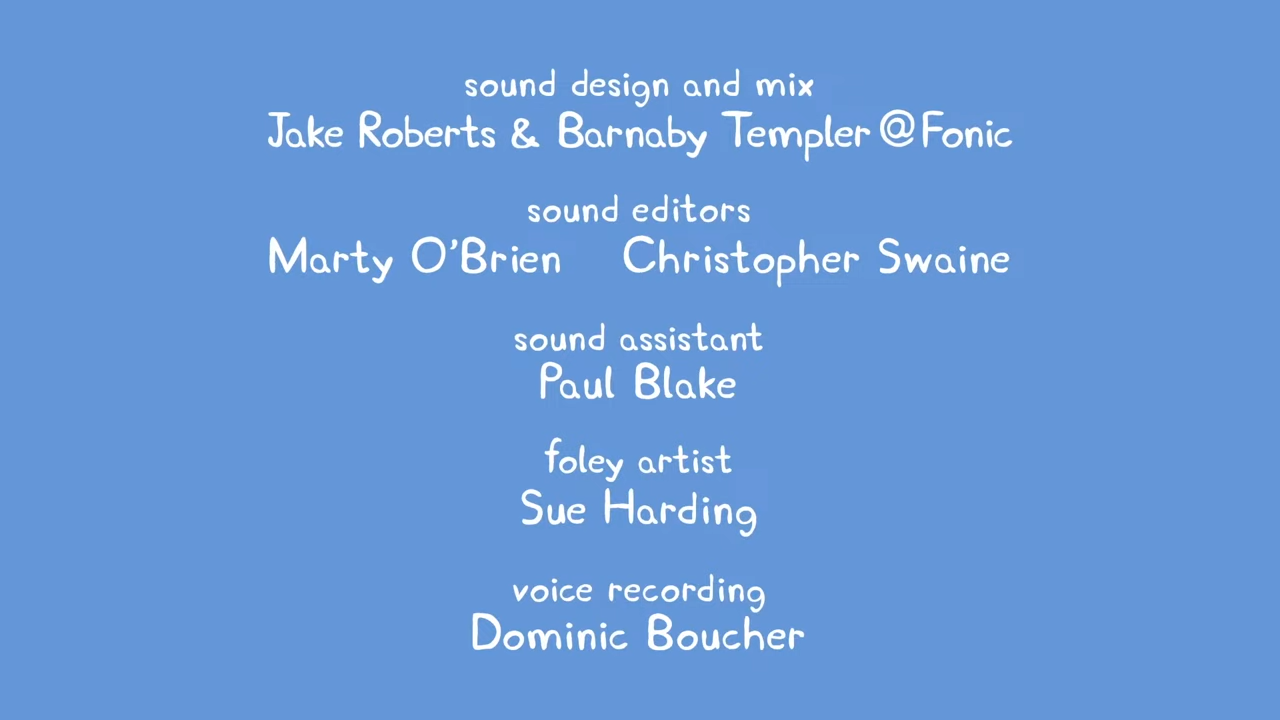 sound design and mix
Jake Roberts & Barnaby Templer @ Fonic
sound editors
Marty O'Brien Christopher Swaine
sound assistant
Paul Blake
foley artist
Sue Harding
voice recording
Dominic Boucher